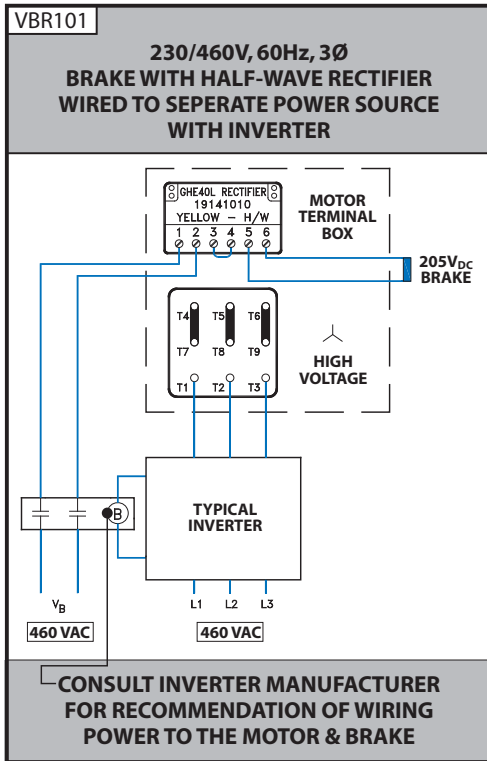 VBR101
230/460V, 60Hz, 3Ø
BRAKE WITH HALF-WAVE RECTIFIER
WIRED TO SEPERATE POWER SOURCE
WITH INVERTER
GHE40L RECTIFIER
19141010
YELLOW - H/W
1 2 3 4 5 6
MOTOR
TERMINAL
BOX
205VDC
BRAKE
T4 T5 T6
T7 T8 T9
T1 T2 T3
HIGH
VOLTAGE
B
TYPICAL
INVERTER
VB
L1 L2 L3
460 VAC
460 VAC
CONSULT INVERTER MANUFACTURER
FOR RECOMMENDATION OF WIRING
POWER TO THE MOTOR & BRAKE